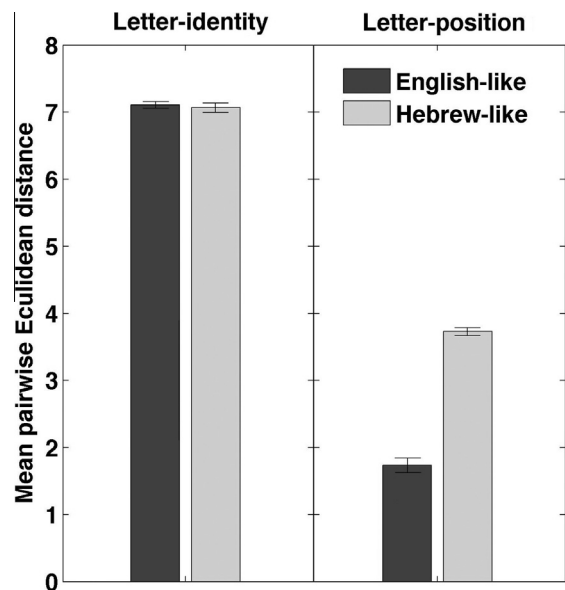 Letter-identity
Letter-position
Mean pairwise Eculidean distance
8
7
6
5
4
3
2
1
0
English-like
Hebrew-like